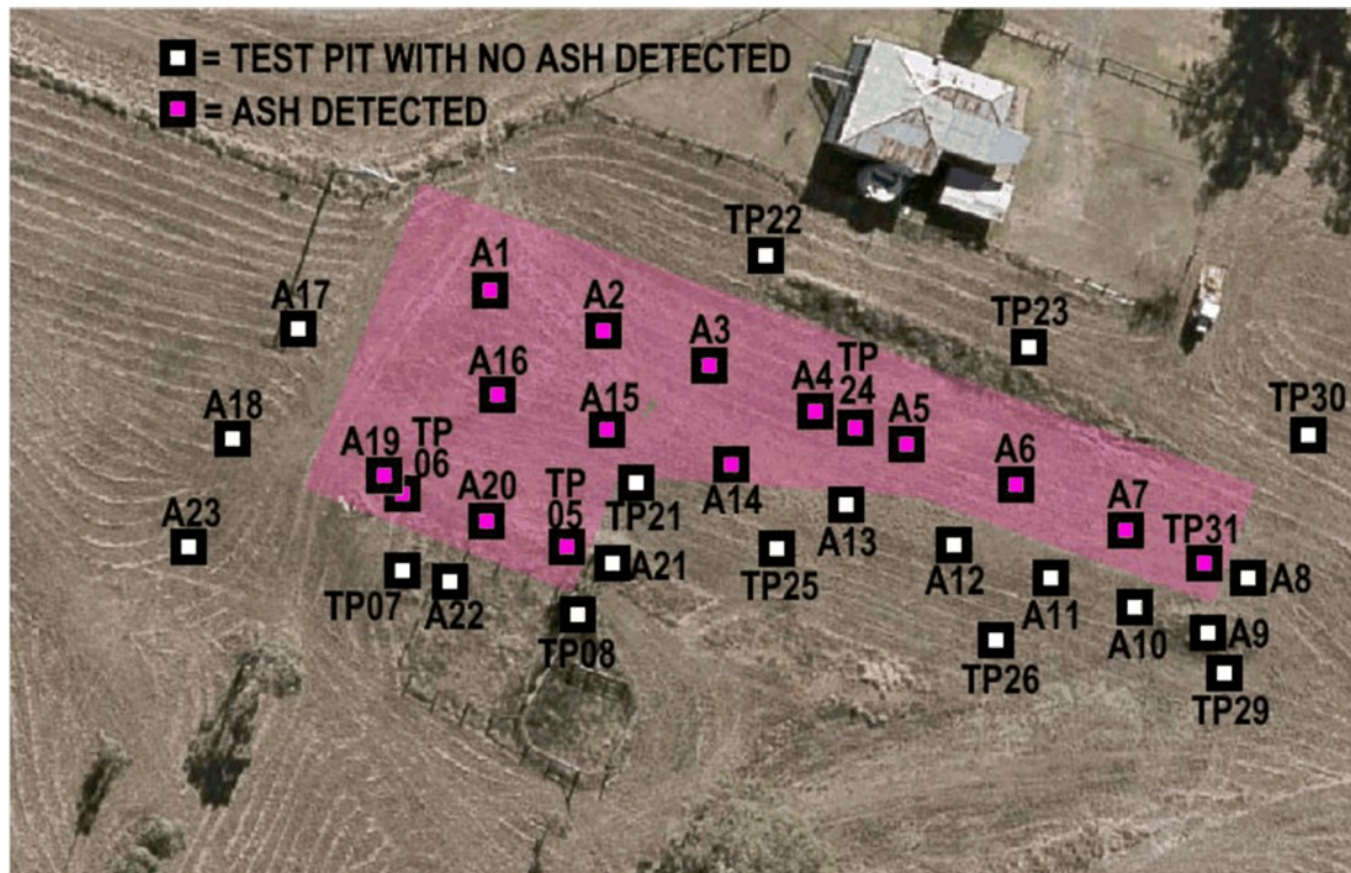 = TEST PIT WITH NO ASH DETECTED
= ASH DETECTED
TP22
A1
A17
A2
TP23
A3
A16
A4
TP
24
A5
TP30
A18
A15
A19
TP
06
A20
TP
05
TP21
A14
A6
A7
TP31
A23
A13
TP25
A21
A12
A8
TP07
A22
A11
A10
A9
TP08
TP26
TP29